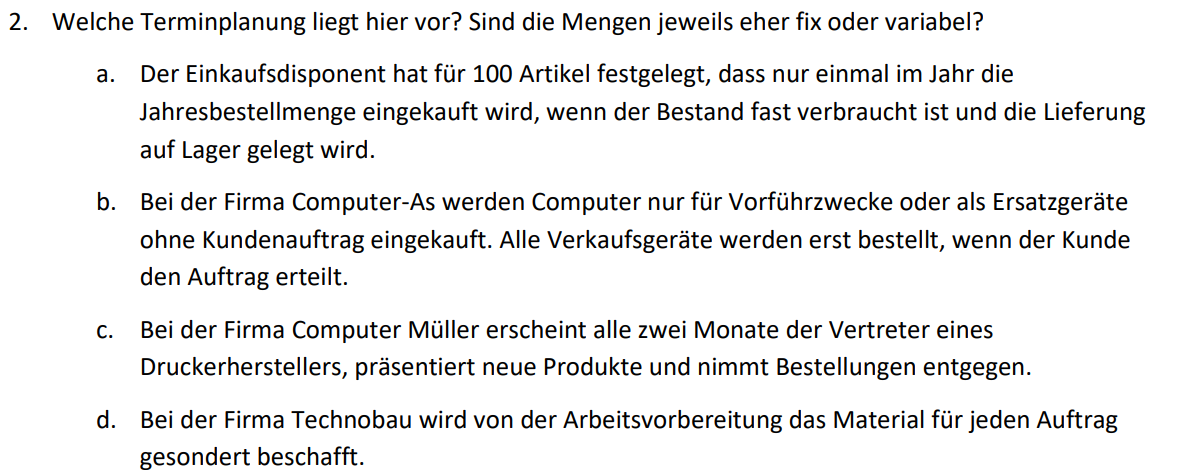 2. Welche Terminplanung liegt hier vor? Sind die Mengen jeweils eher fix oder variabel?
a. Der Einkaufsdisponent hat für 100 Artikel festgelegt, dass nur einmal im Jahr die
Jahresbestellmenge eingekauft wird, wenn der Bestand fast verbraucht ist und die Lieferung
auf Lager gelegt wird.
b. Bei der Firma Computer-As werden Computer nur für Vorführzwecke oder als Ersatzgeräte
ohne Kundenauftrag eingekauft. Alle Verkaufsgeräte werden erst bestellt, wenn der Kunde
den Auftrag erteilt.
c. Bei der Firma Computer Müller erscheint alle zwei Monate der Vertreter eines
Druckerherstellers, präsentiert neue Produkte und nimmt Bestellungen entgegen.
d. Bei der Firma Technobau wird von der Arbeitsvorbereitung das Material für jeden Auftrag
gesondert beschafft.